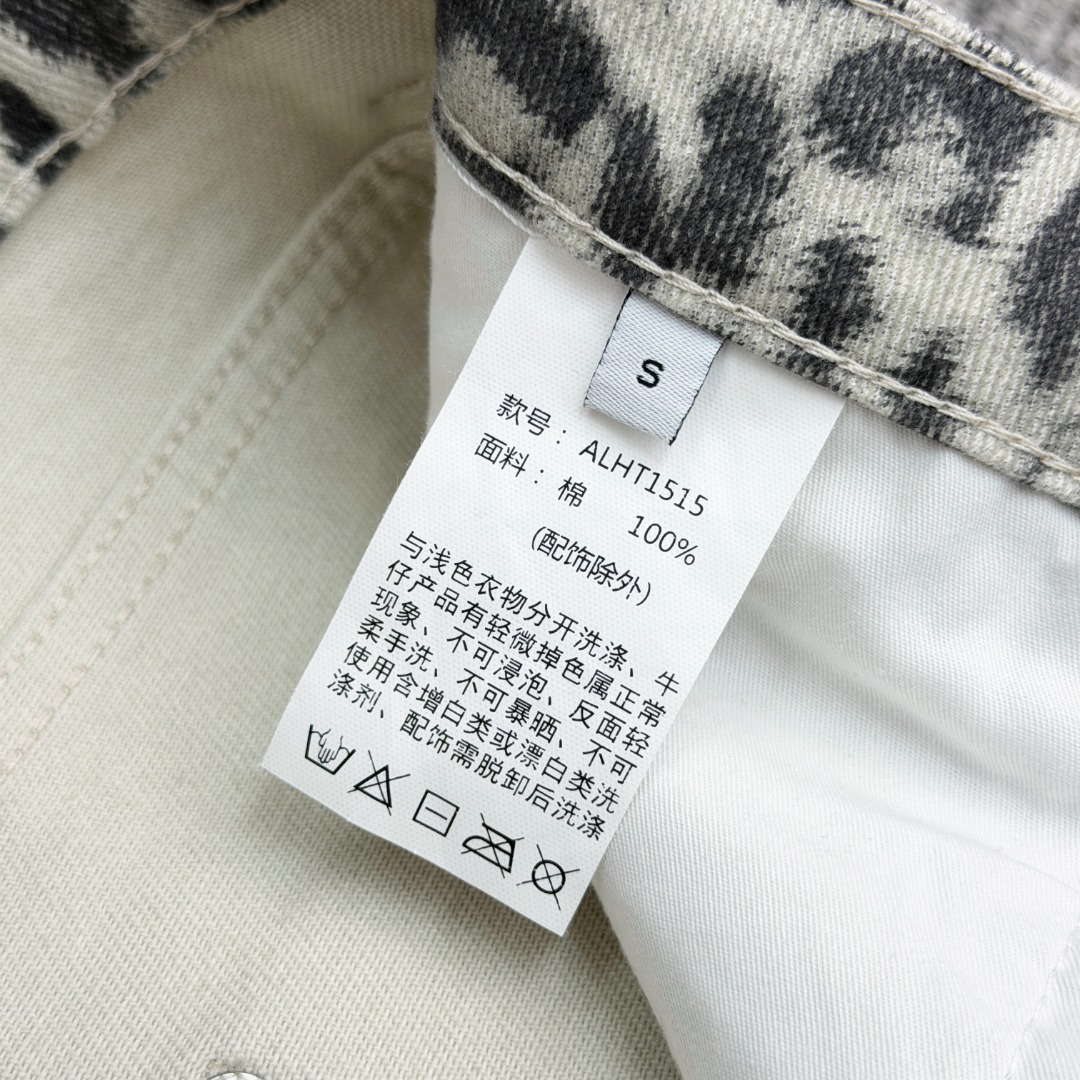 S
款号： ALHT1515
面料： 棉 100%
(配饰除外)
与浅色衣物分开洗涤、牛
仔产品有轻微掉色属正常
现象、不可浸泡、反面轻
柔手洗、不可暴晒、不可
使用含增白类或漂白类洗
涤剂、配饰需脱卸后洗涤